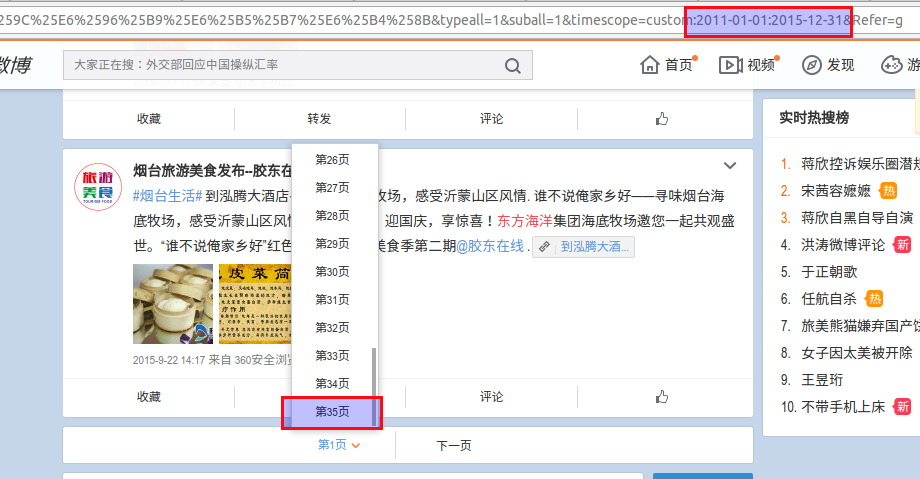 259C%25E6%2596%25B9%25E6%25B5%25B7%25E6%25B4%258B&typeall=1&suball=1&timescope=custom:2011-01-01:2015-12-31&Refer=g
微博
大家正在搜：外交部回应中国操纵汇率
首页
视频
发现
游
收藏
转发
评论
实时热搜榜
1. 蒋欣控诉娱乐圈潜
2. 宋茜容嬷嬷 热
3. 蒋欣自黑自导自演
4. 洪涛微博评论 新
5. 于正朝歌
6. 任航自杀 热
7. 旅美熊猫嫌弃国产饲
8. 女子因太美被开除
9. 王昱珩
10. 不带手机上床 新
旅游
美食
TOURISM FOOD
烟台旅游美食发布--胶东在
#烟台生活# 到泓腾大酒店 牧场，感受沂蒙山区风情. 谁不说俺家乡好——寻味烟台海
底牧场，感受沂蒙山区风情 迎国庆，享惊喜！东方海洋集团海底牧场邀您一起共观盛
世。“谁不说俺家乡好”红色 美食季第二期@胶东在线 . 到泓腾大酒...
皮菜简
疗作用
2015-9-22 14:17 来自 360安全浏览
第26页
第27页
第28页
第29页
第30页
第31页
第32页
第33页
第34页
第35页
收藏
评论
第1页
下一页